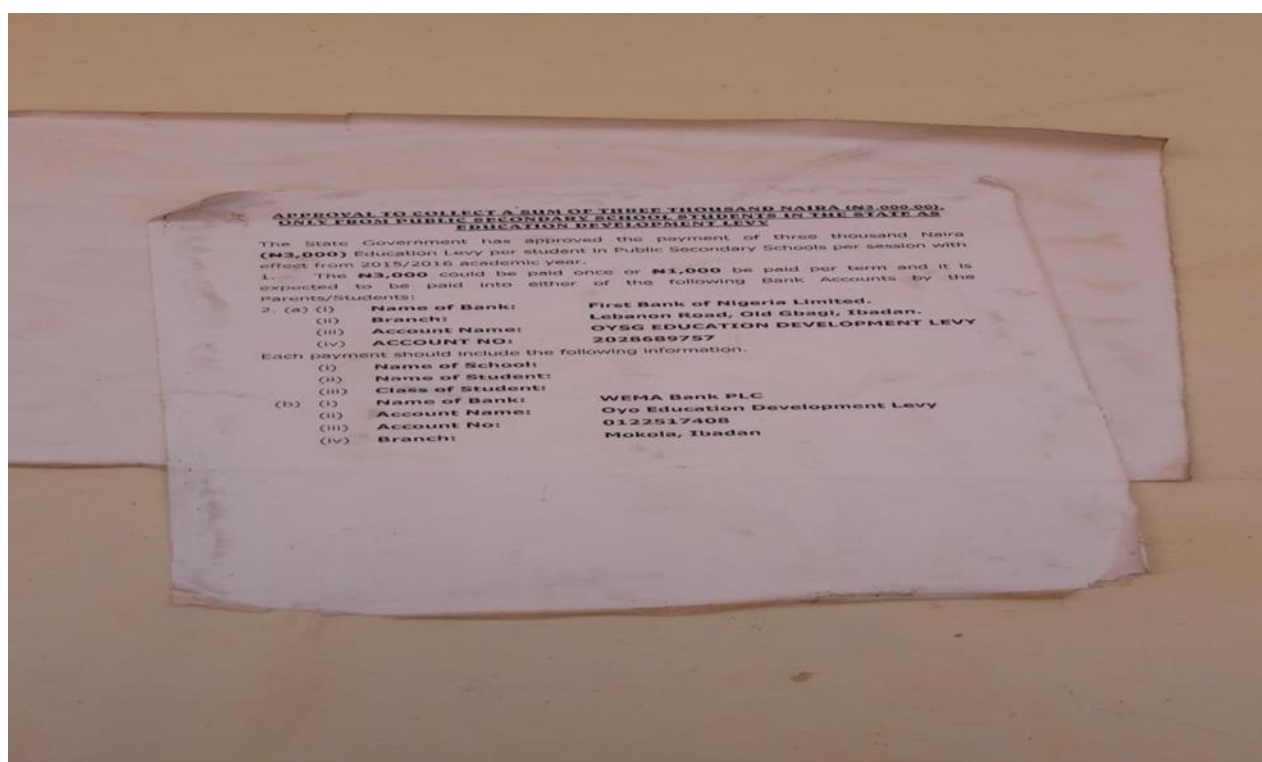 APPROVAL TO COLLECT A SUM OF THREE THOUSAND NAIRA (₦3,000.00),
ONLY FROM PUBLIC SECONDARY SCHOOL STUDENTS IN THE STATE AS
EDUCATION DEVELOPMENT LEVY
The State Government has approved the payment of three thousand Naira
(₦3,000) Education Levy per student in Public Secondary Schools per session with
effect from 2015/2016 academic year.
1. The ₦3,000 could be paid once or ₦1,000 be paid per term and it is
expected to be paid into either of the following Bank Accounts by the
Parents/Students:
2. (a) (i) Name of Bank: First Bank of Nigeria Limited.
(ii) Branch: Lebanon Road, Old Gbagi, Ibadan.
(iii) Account Name: OYSG EDUCATION DEVELOPMENT LEVY
(iv) ACCOUNT NO: 2028689757
Each payment should include the following information.
(i) Name of School:
(ii) Name of Student:
(iii) Class of Student:
(b) (i) Name of Bank: WEMA Bank PLC
(ii) Account Name: Oyo Education Development Levy
(iii) Account No: 0122517408
(iv) Branch: Mokola, Ibadan